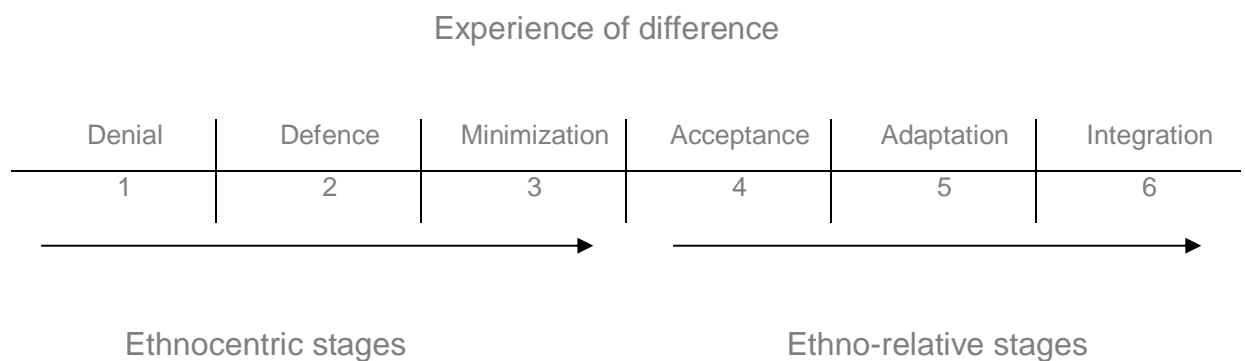 Experience of difference
Denial Defence Minimization Acceptance Adaptation Integration
1 2 3 4 5 6
Ethnocentric stages Ethno-relative stages